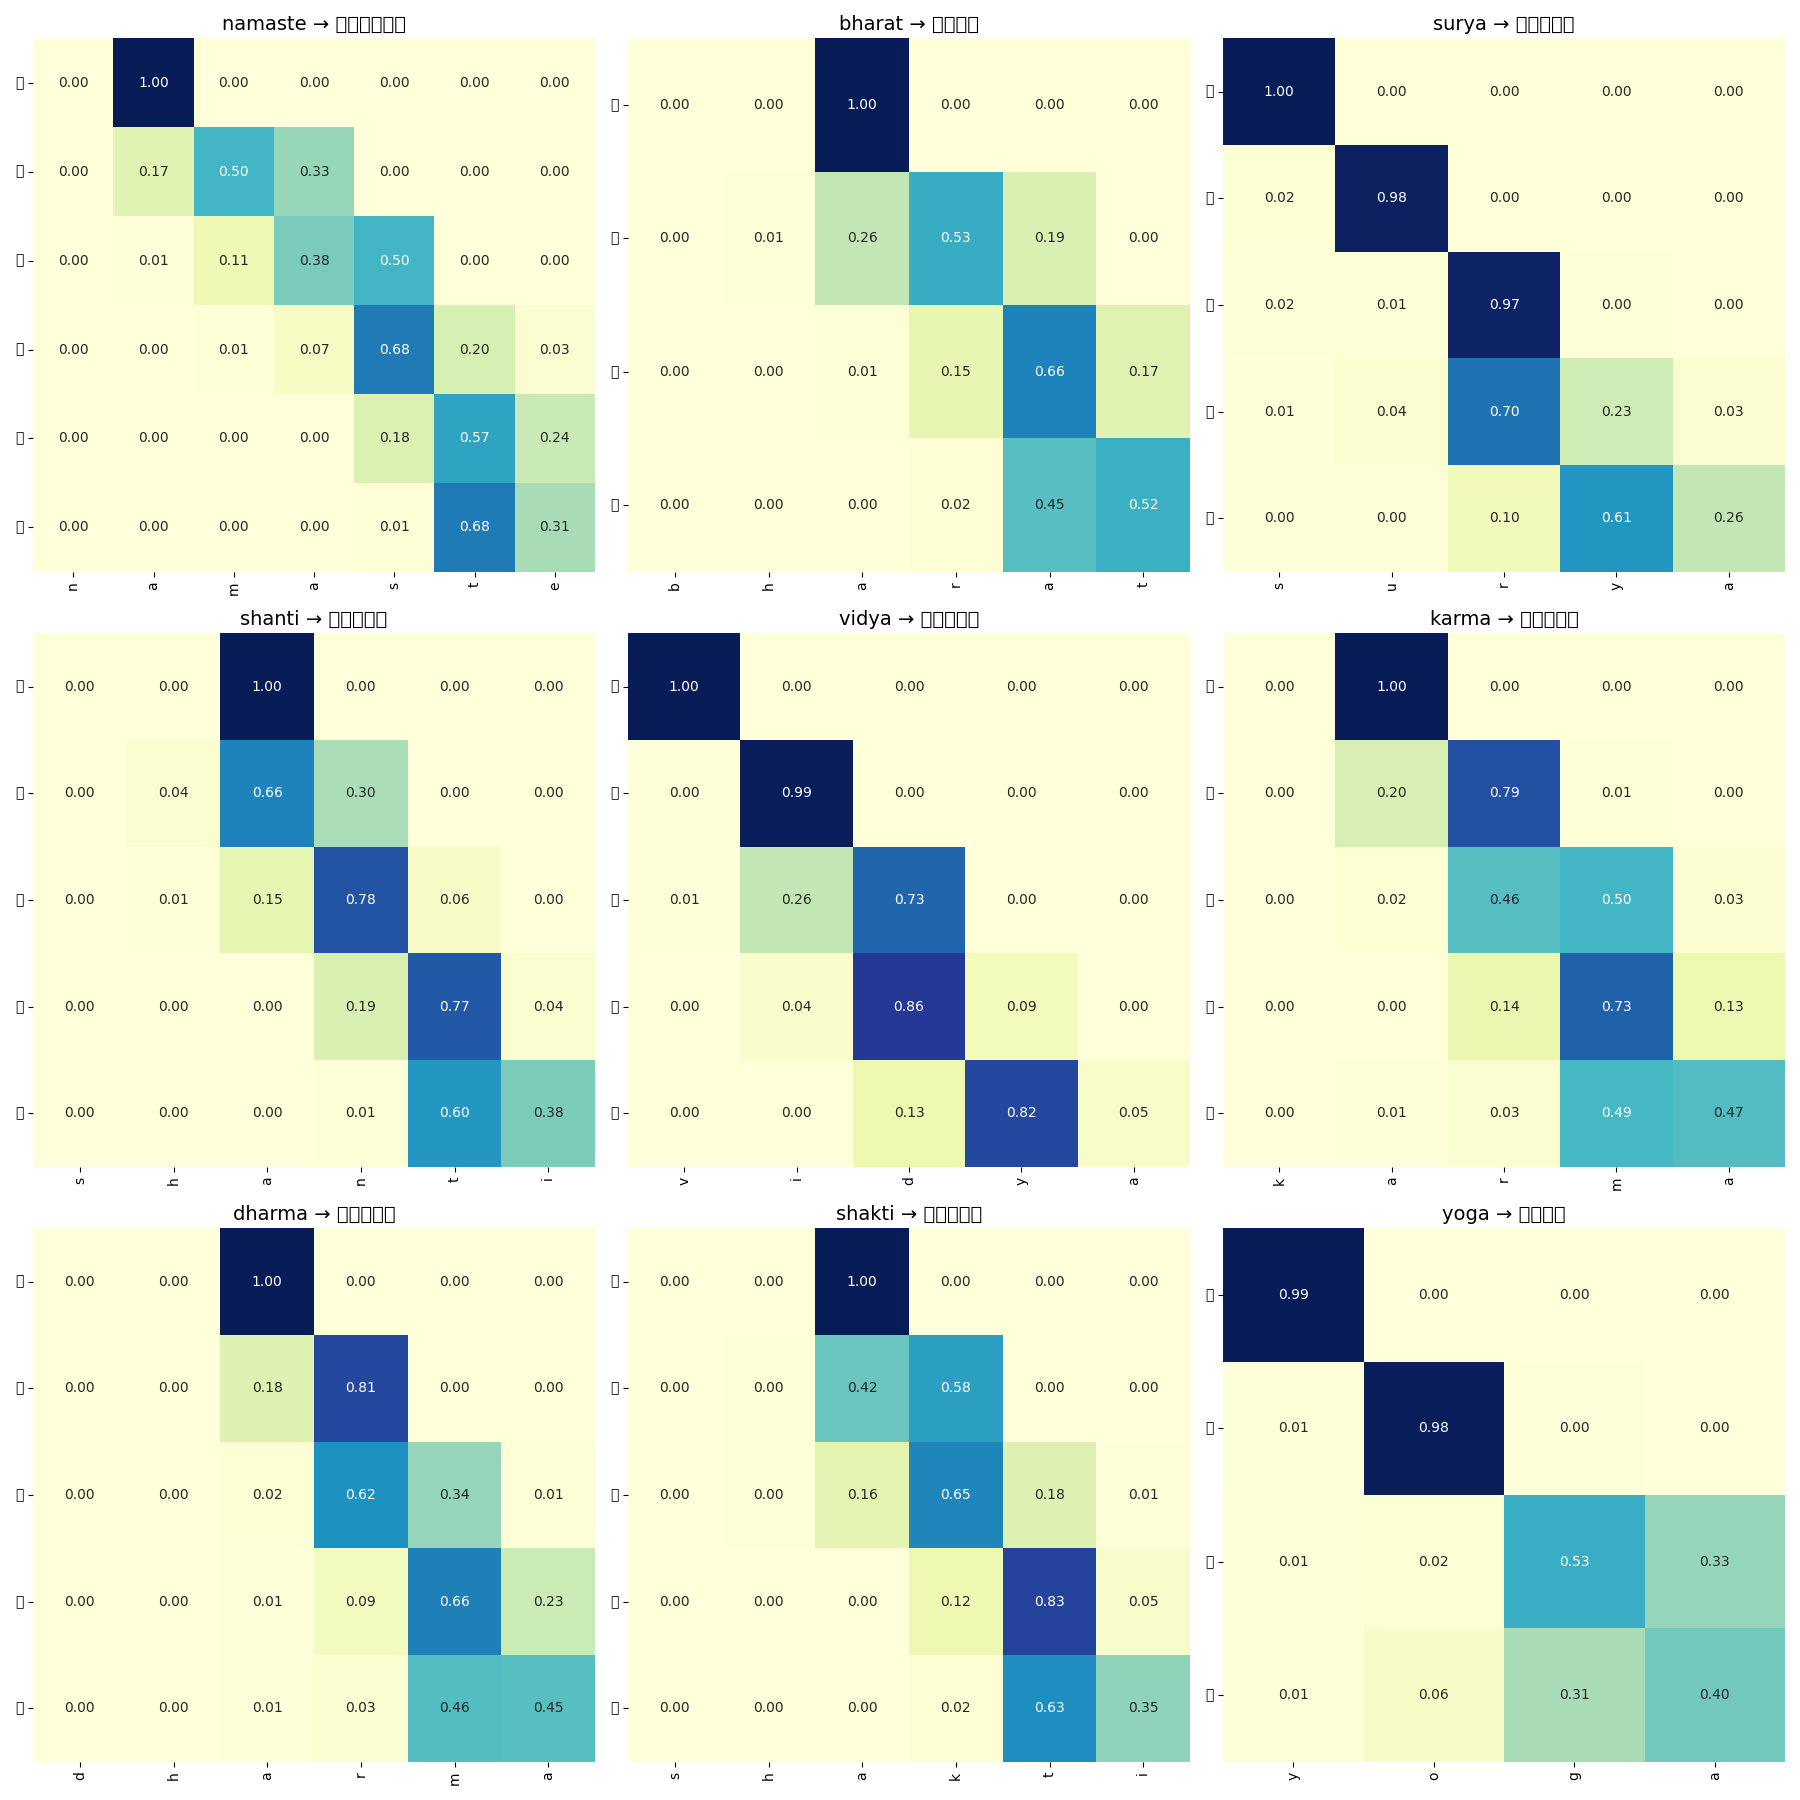 namaste →
0.00 1.00 0.00 0.00 0.00 0.00 0.00
0.00 0.17 0.50 0.33 0.00 0.00 0.00
0.00 0.01 0.11 0.38 0.50 0.00 0.00
0.00 0.00 0.01 0.07 0.68 0.20 0.03
0.00 0.00 0.00 0.00 0.18 0.57 0.24
0.00 0.00 0.00 0.00 0.01 0.68 0.31
n a m a s t e
bharat →
0.00 0.00 1.00 0.00 0.00 0.00
0.00 0.01 0.26 0.53 0.19 0.00
0.00 0.00 0.01 0.15 0.66 0.17
0.00 0.00 0.00 0.02 0.45 0.52
b h a r a t
surya →
1.00 0.00 0.00 0.00 0.00
0.02 0.98 0.00 0.00 0.00
0.02 0.01 0.97 0.00 0.00
0.01 0.04 0.70 0.23 0.03
0.00 0.00 0.10 0.61 0.26
s u r y a
shanti →
0.00 0.00 1.00 0.00 0.00 0.00
0.00 0.04 0.66 0.30 0.00 0.00
0.00 0.01 0.15 0.78 0.06 0.00
0.00 0.00 0.00 0.19 0.77 0.04
0.00 0.00 0.00 0.01 0.60 0.38
s h a n t i
vidya →
1.00 0.00 0.00 0.00 0.00
0.00 0.99 0.00 0.00 0.00
0.01 0.26 0.73 0.00 0.00
0.00 0.04 0.86 0.09 0.00
0.00 0.00 0.13 0.82 0.05
v i d y a
karma →
0.00 1.00 0.00 0.00 0.00
0.00 0.20 0.79 0.01 0.00
0.00 0.02 0.46 0.50 0.03
0.00 0.00 0.14 0.73 0.13
0.00 0.01 0.03 0.49 0.47
k a r m a
dharma →
0.00 0.00 1.00 0.00 0.00 0.00
0.00 0.00 0.18 0.81 0.00 0.00
0.00 0.00 0.02 0.62 0.34 0.01
0.00 0.00 0.01 0.09 0.66 0.23
0.00 0.00 0.01 0.03 0.46 0.45
d h a r m a
shakti →
0.00 0.00 1.00 0.00 0.00 0.00
0.00 0.00 0.42 0.58 0.00 0.00
0.00 0.00 0.16 0.65 0.18 0.01
0.00 0.00 0.00 0.12 0.83 0.05
0.00 0.00 0.00 0.02 0.63 0.35
s h a k t i
yoga →
0.99 0.00 0.00 0.00
0.01 0.98 0.00 0.00
0.01 0.02 0.53 0.33
0.01 0.06 0.31 0.40
y o g a